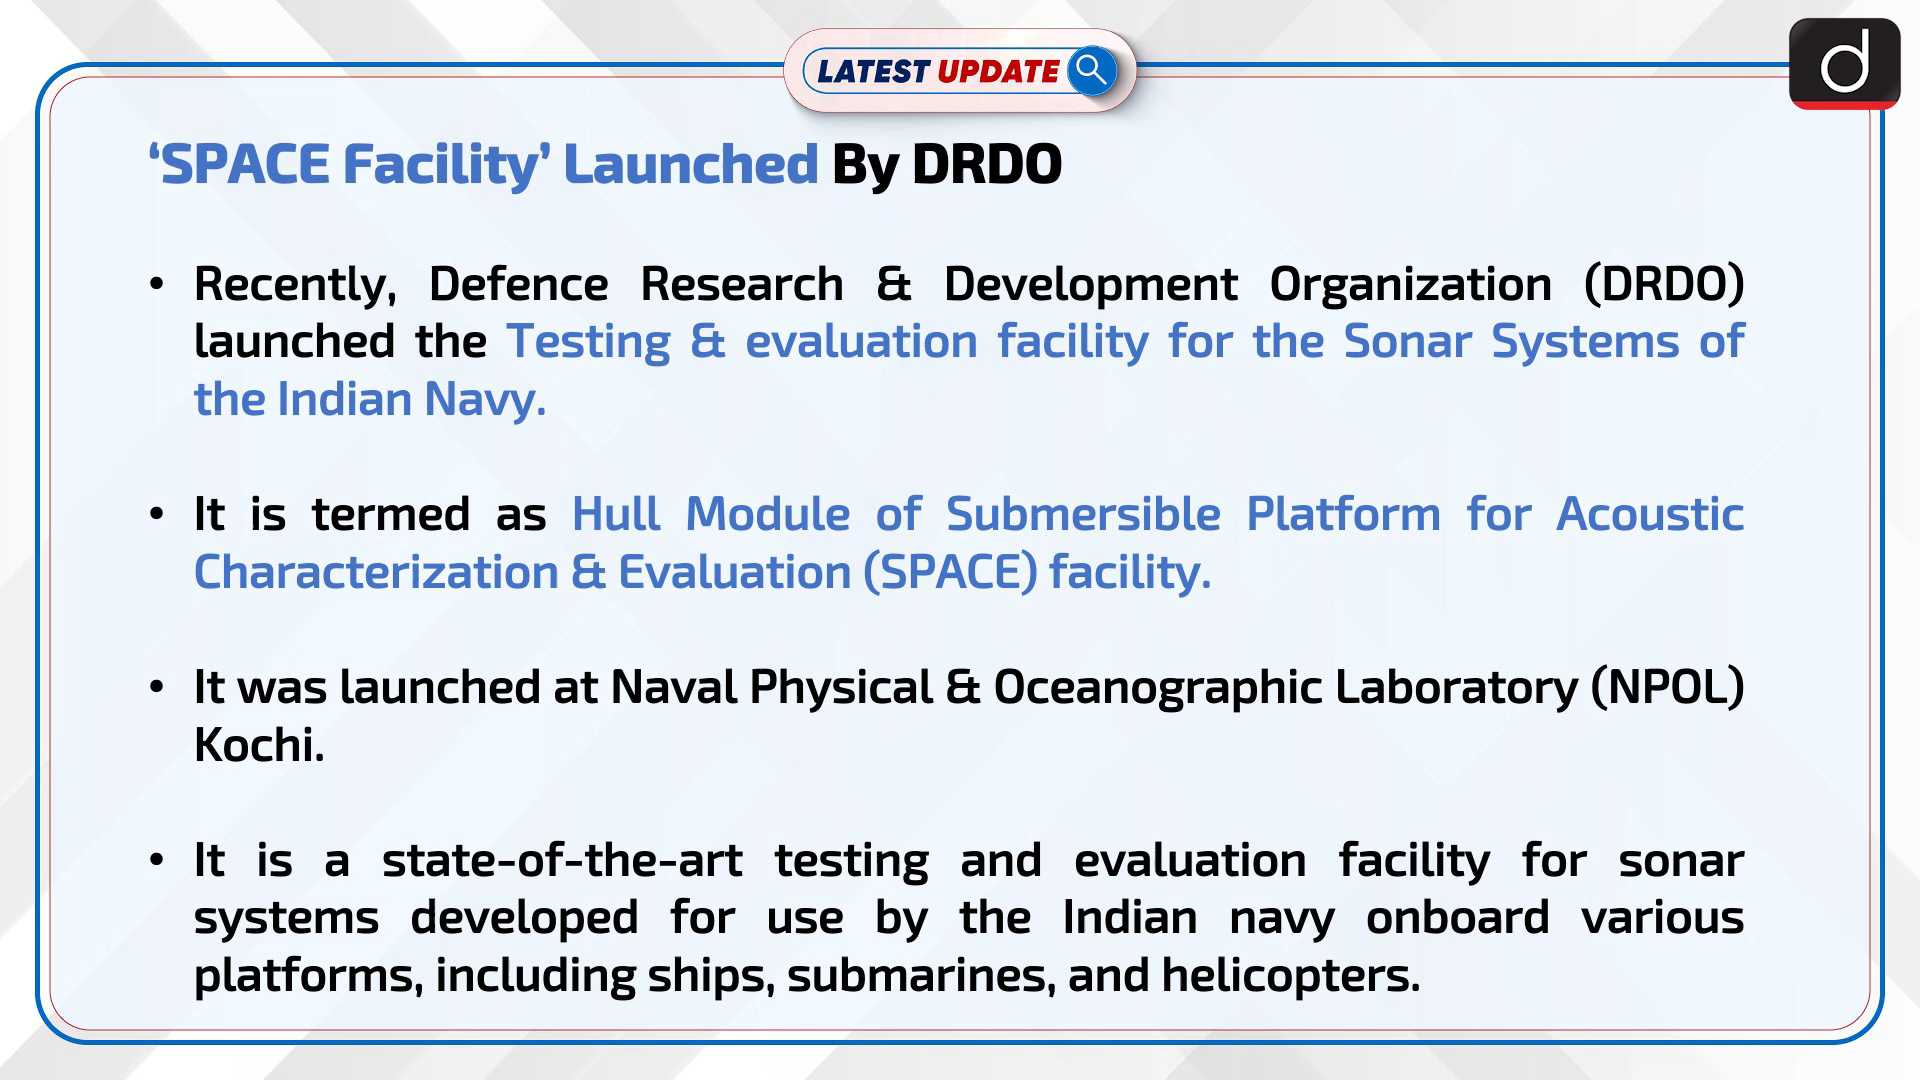 LATEST UPDATE
d
‘SPACE Facility’ Launched By DRDO
• Recently, Defence Research & Development Organization (DRDO)
launched the Testing & evaluation facility for the Sonar Systems of
the Indian Navy.
• It is termed as Hull Module of Submersible Platform for Acoustic
Characterization & Evaluation (SPACE) facility.
• It was launched at Naval Physical & Oceanographic Laboratory (NPOL)
Kochi.
• It is a state-of-the-art testing and evaluation facility for sonar
systems developed for use by the Indian navy onboard various
platforms, including ships, submarines, and helicopters.